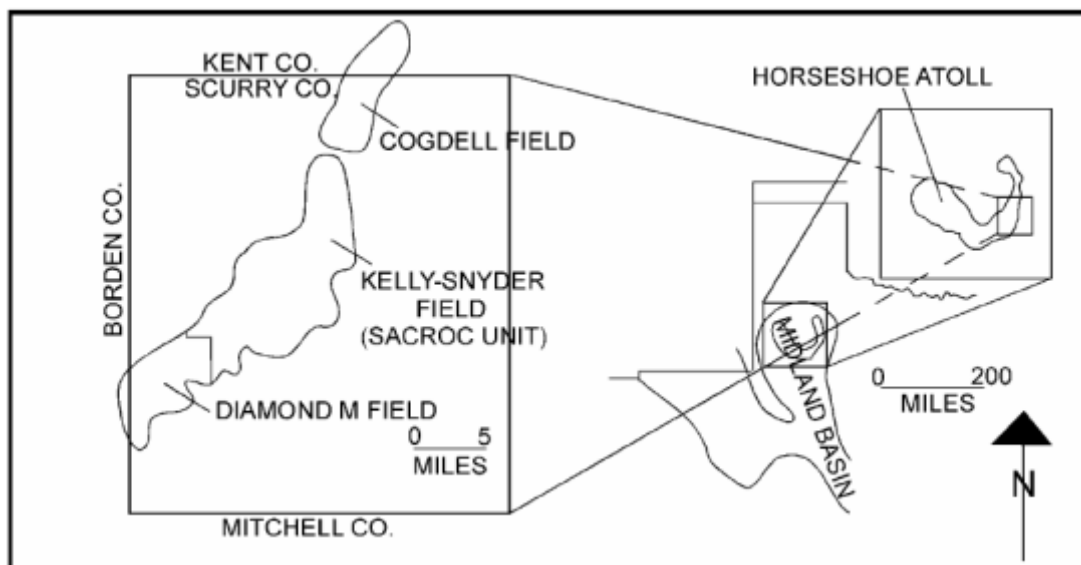 KENT CO.
SCURRY CO.
COGDELL FIELD
BORDEN CO.
KELLY-SNYDER
FIELD
(SACROC UNIT)
DIAMOND M FIELD
0 5
MILES
MITCHELL CO.
HORSESHOE ATOLL
MIDLAND BASIN
0 200
MILES
N